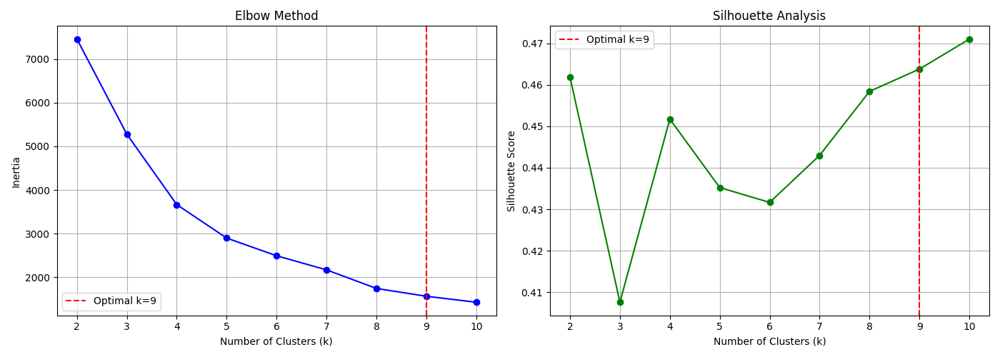 Elbow Method
7000
6000
5000
4000
3000
2000
Inertia
Optimal k=9
2 3 4 5 6 7 8 9 10
Number of Clusters (k)
Silhouette Analysis
Optimal k=9
0.47
0.46
0.45
0.44
0.43
0.42
0.41
Silhouette Score
2 3 4 5 6 7 8 9 10
Number of Clusters (k)